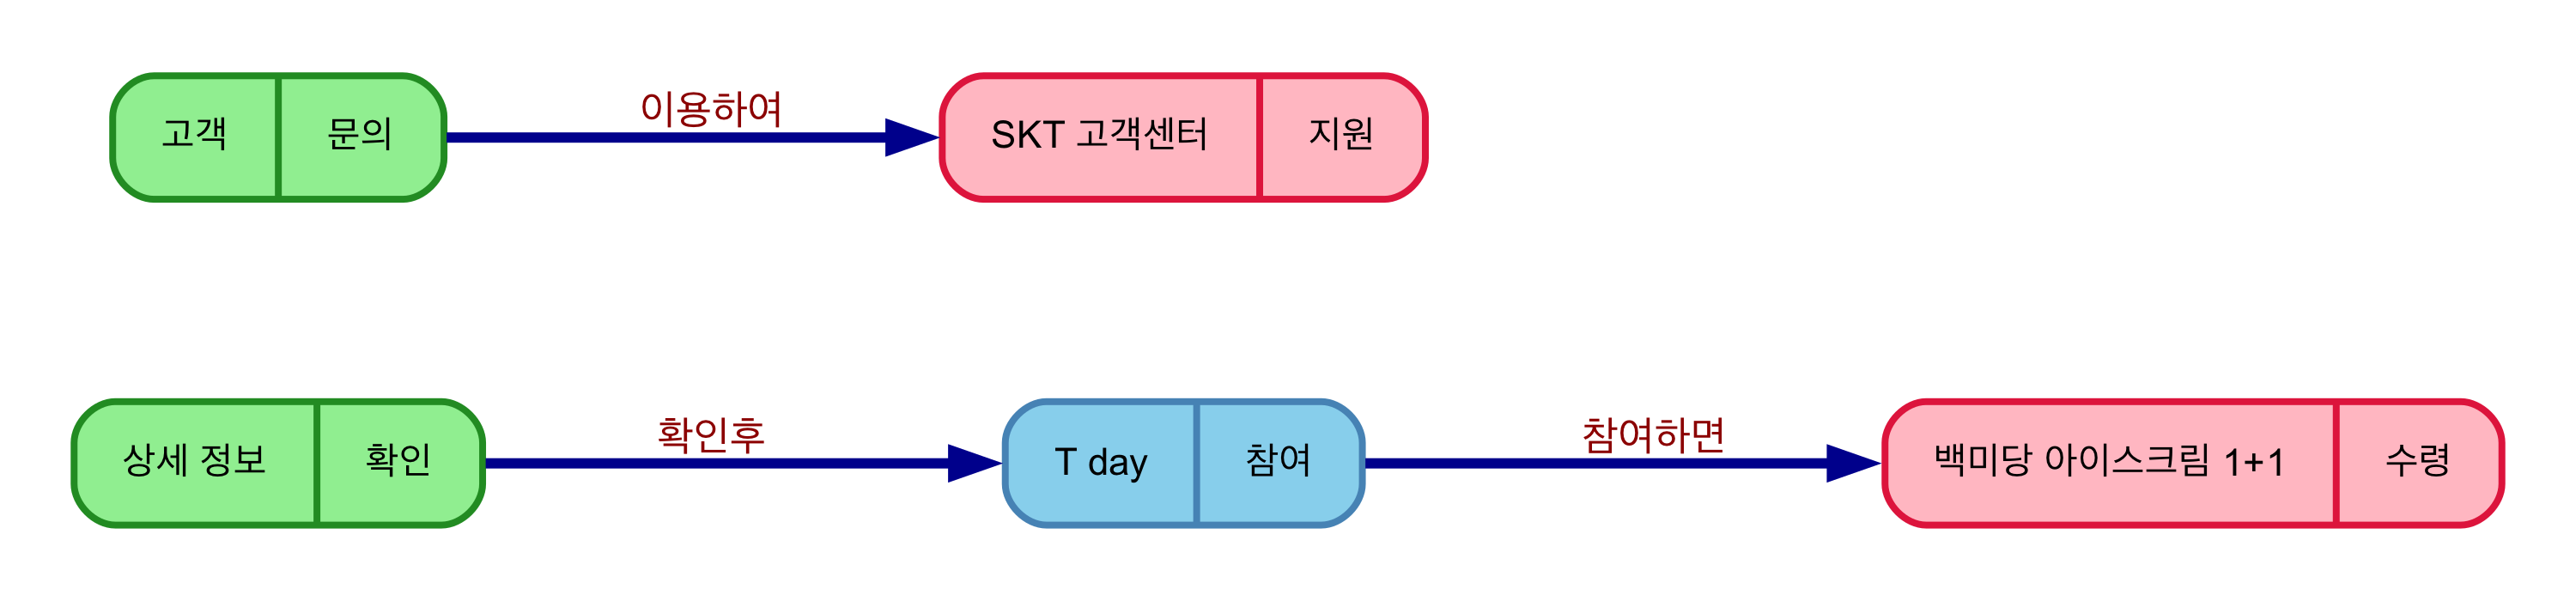 고객 문의 이용하여 SKT 고객센터 지원
상세 정보 확인 확인후 T day 참여 참여하면 백미당 아이스크림 1+1 수령